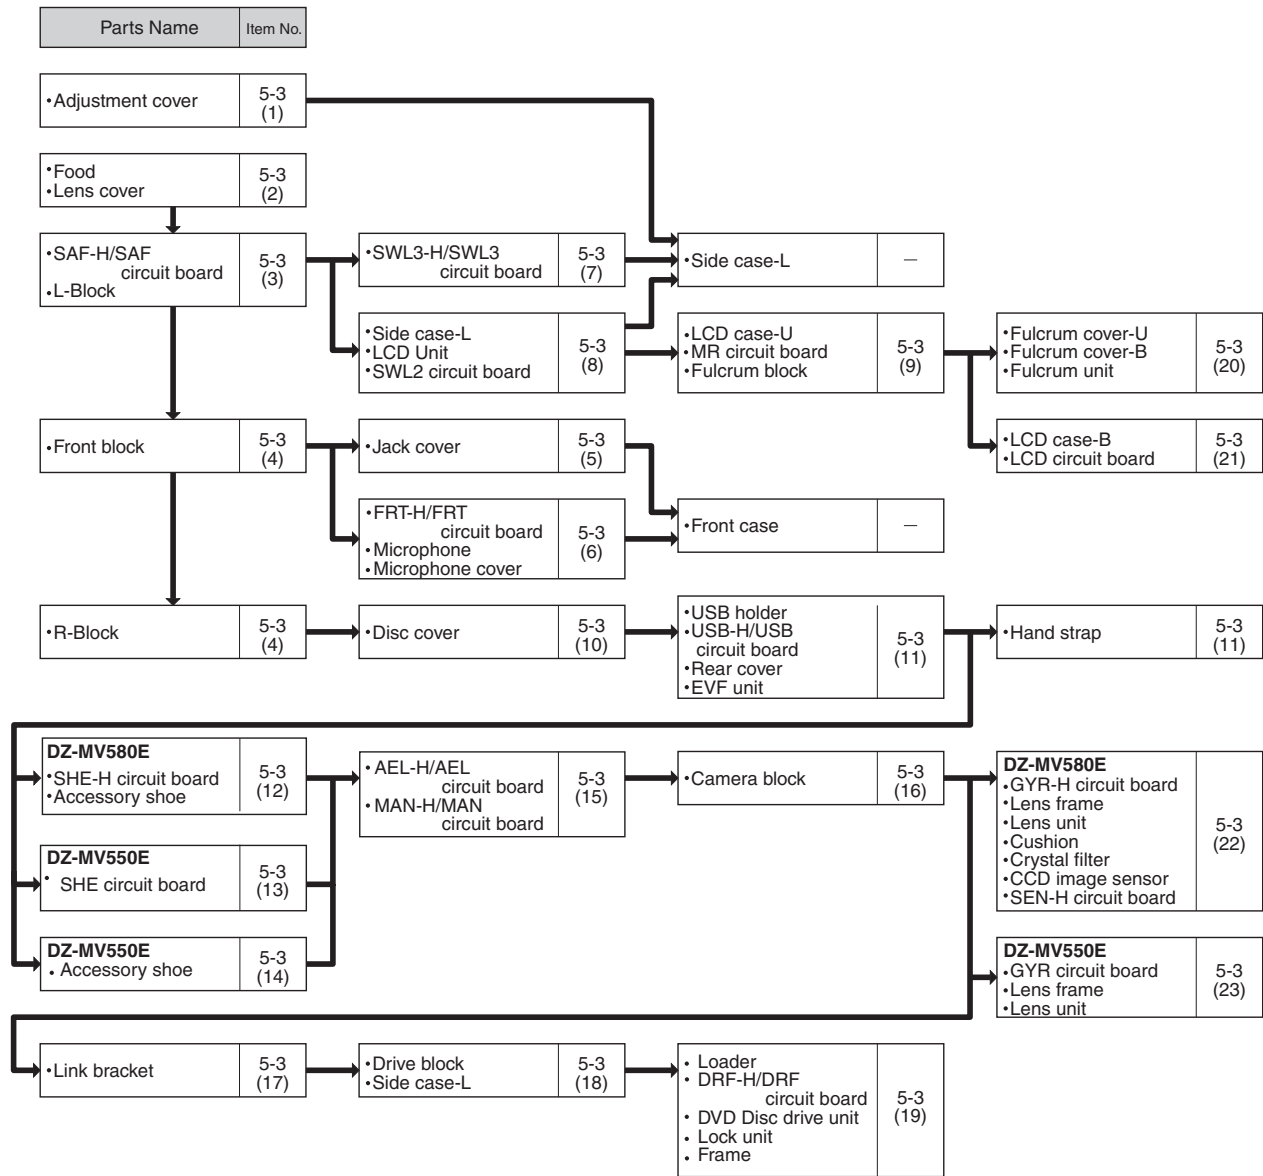 Parts Name Item No.
•Adjustment cover 5-3
(1)
•Food
•Lens cover
5-3
(2)
•SAF-H/SAF
circuit board
•L-Block
5-3
(3)
•SWL3-H/SWL3
circuit board
5-3
(7)
•Side case-L –
•Side case-L
•LCD Unit
•SWL2 circuit board
5-3
(8)
•LCD case-U
•MR circuit board
•Fulcrum block
5-3
(9)
•Fulcrum cover-U
•Fulcrum cover-B
•Fulcrum unit
5-3
(20)
•Front block 5-3
(4)
•Jack cover 5-3
(5)
•LCD case-B
•LCD circuit board
5-3
(21)
•FRT-H/FRT
circuit board
•Microphone
•Microphone cover
5-3
(6)
•Front case –
•R-Block 5-3
(4)
•Disc cover 5-3
(10)
•USB holder
•USB-H/USB
circuit board
•Rear cover
•EVF unit
5-3
(11)
•Hand strap 5-3
(11)
DZ-MV580E
•SHE-H circuit board
•Accessory shoe
5-3
(12)
•AEL-H/AEL
circuit board
•MAN-H/MAN
circuit board
5-3
(15)
•Camera block 5-3
(16)
DZ-MV580E
•GYR-H circuit board
•Lens frame
•Lens unit
•Cushion
•Crystal filter
•CCD image sensor
•SEN-H circuit board
5-3
(22)
DZ-MV550E
• SHE circuit board
5-3
(13)
DZ-MV550E
• Accessory shoe
5-3
(14)
DZ-MV550E
•GYR circuit board
•Lens frame
•Lens unit
5-3
(23)
•Link bracket 5-3
(17)
•Drive block
•Side case-L
5-3
(18)
• Loader
• DRF-H/DRF
circuit board
• DVD Disc drive unit
• Lock unit
• Frame
5-3
(19)